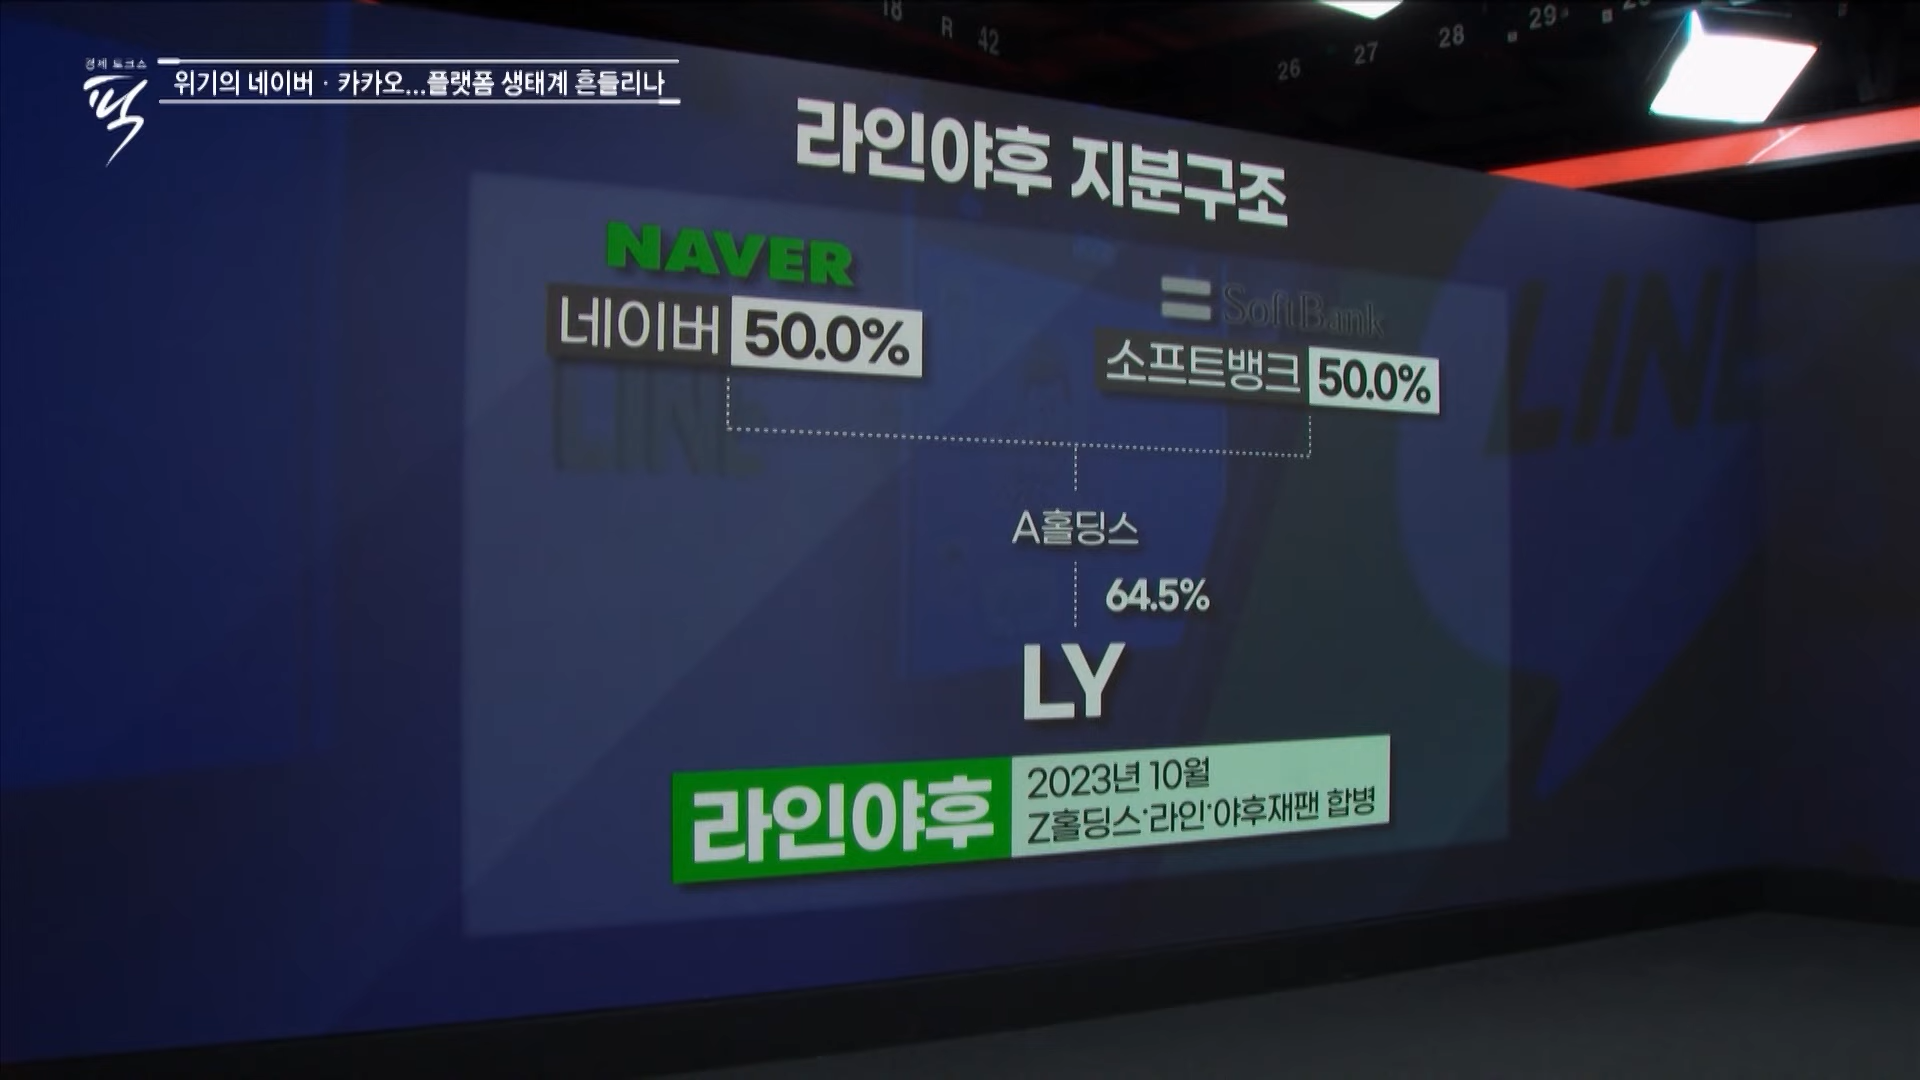 18
R
42
26
27
28
29
경제 토크쇼
픽
위기의 네이버·카카오...플랫폼 생태계 흔들리나
라인야후 지분구조
NAVER
네이버 50.0%
SoftBank
소프트뱅크 50.0%
LINE
LINE
A홀딩스
64.5%
LY
라인야후
2023년 10월
Z홀딩스·라인·야후재팬 합병